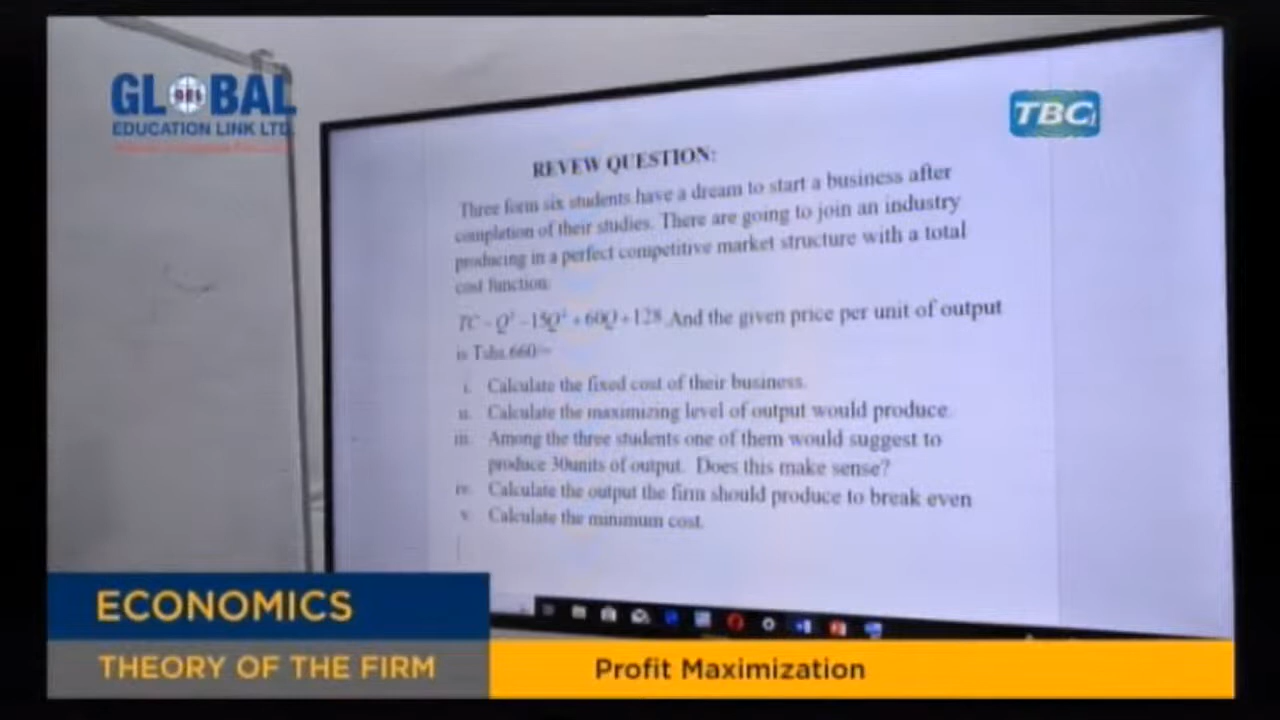 GLOBAL
EDUCATION LINK LTD.
TBC1
REVEW QUESTION:
Three form six students have a dream to start a business after
completion of their studies. There are going to join an industry
producing in a perfect competitive market structure with a total
cost function:
TC = Q³ - 15Q² + 60Q + 128. And the given price per unit of output
is Tshs.660/=
i. Calculate the fixed cost of their business.
ii. Calculate the maximizing level of output would produce.
iii. Among the three students one of them would suggest to
produce 30units of output. Does this make sense?
iv. Calculate the output the firm should produce to break even
v. Calculate the minimum cost.
ECONOMICS
THEORY OF THE FIRM
Profit Maximization